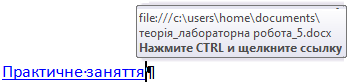 file:///c:\users\home\documents\
теорія_лабораторна робота_5.docx
Нажмите CTRL и щелкните ссылку
Практичне·заняття¶